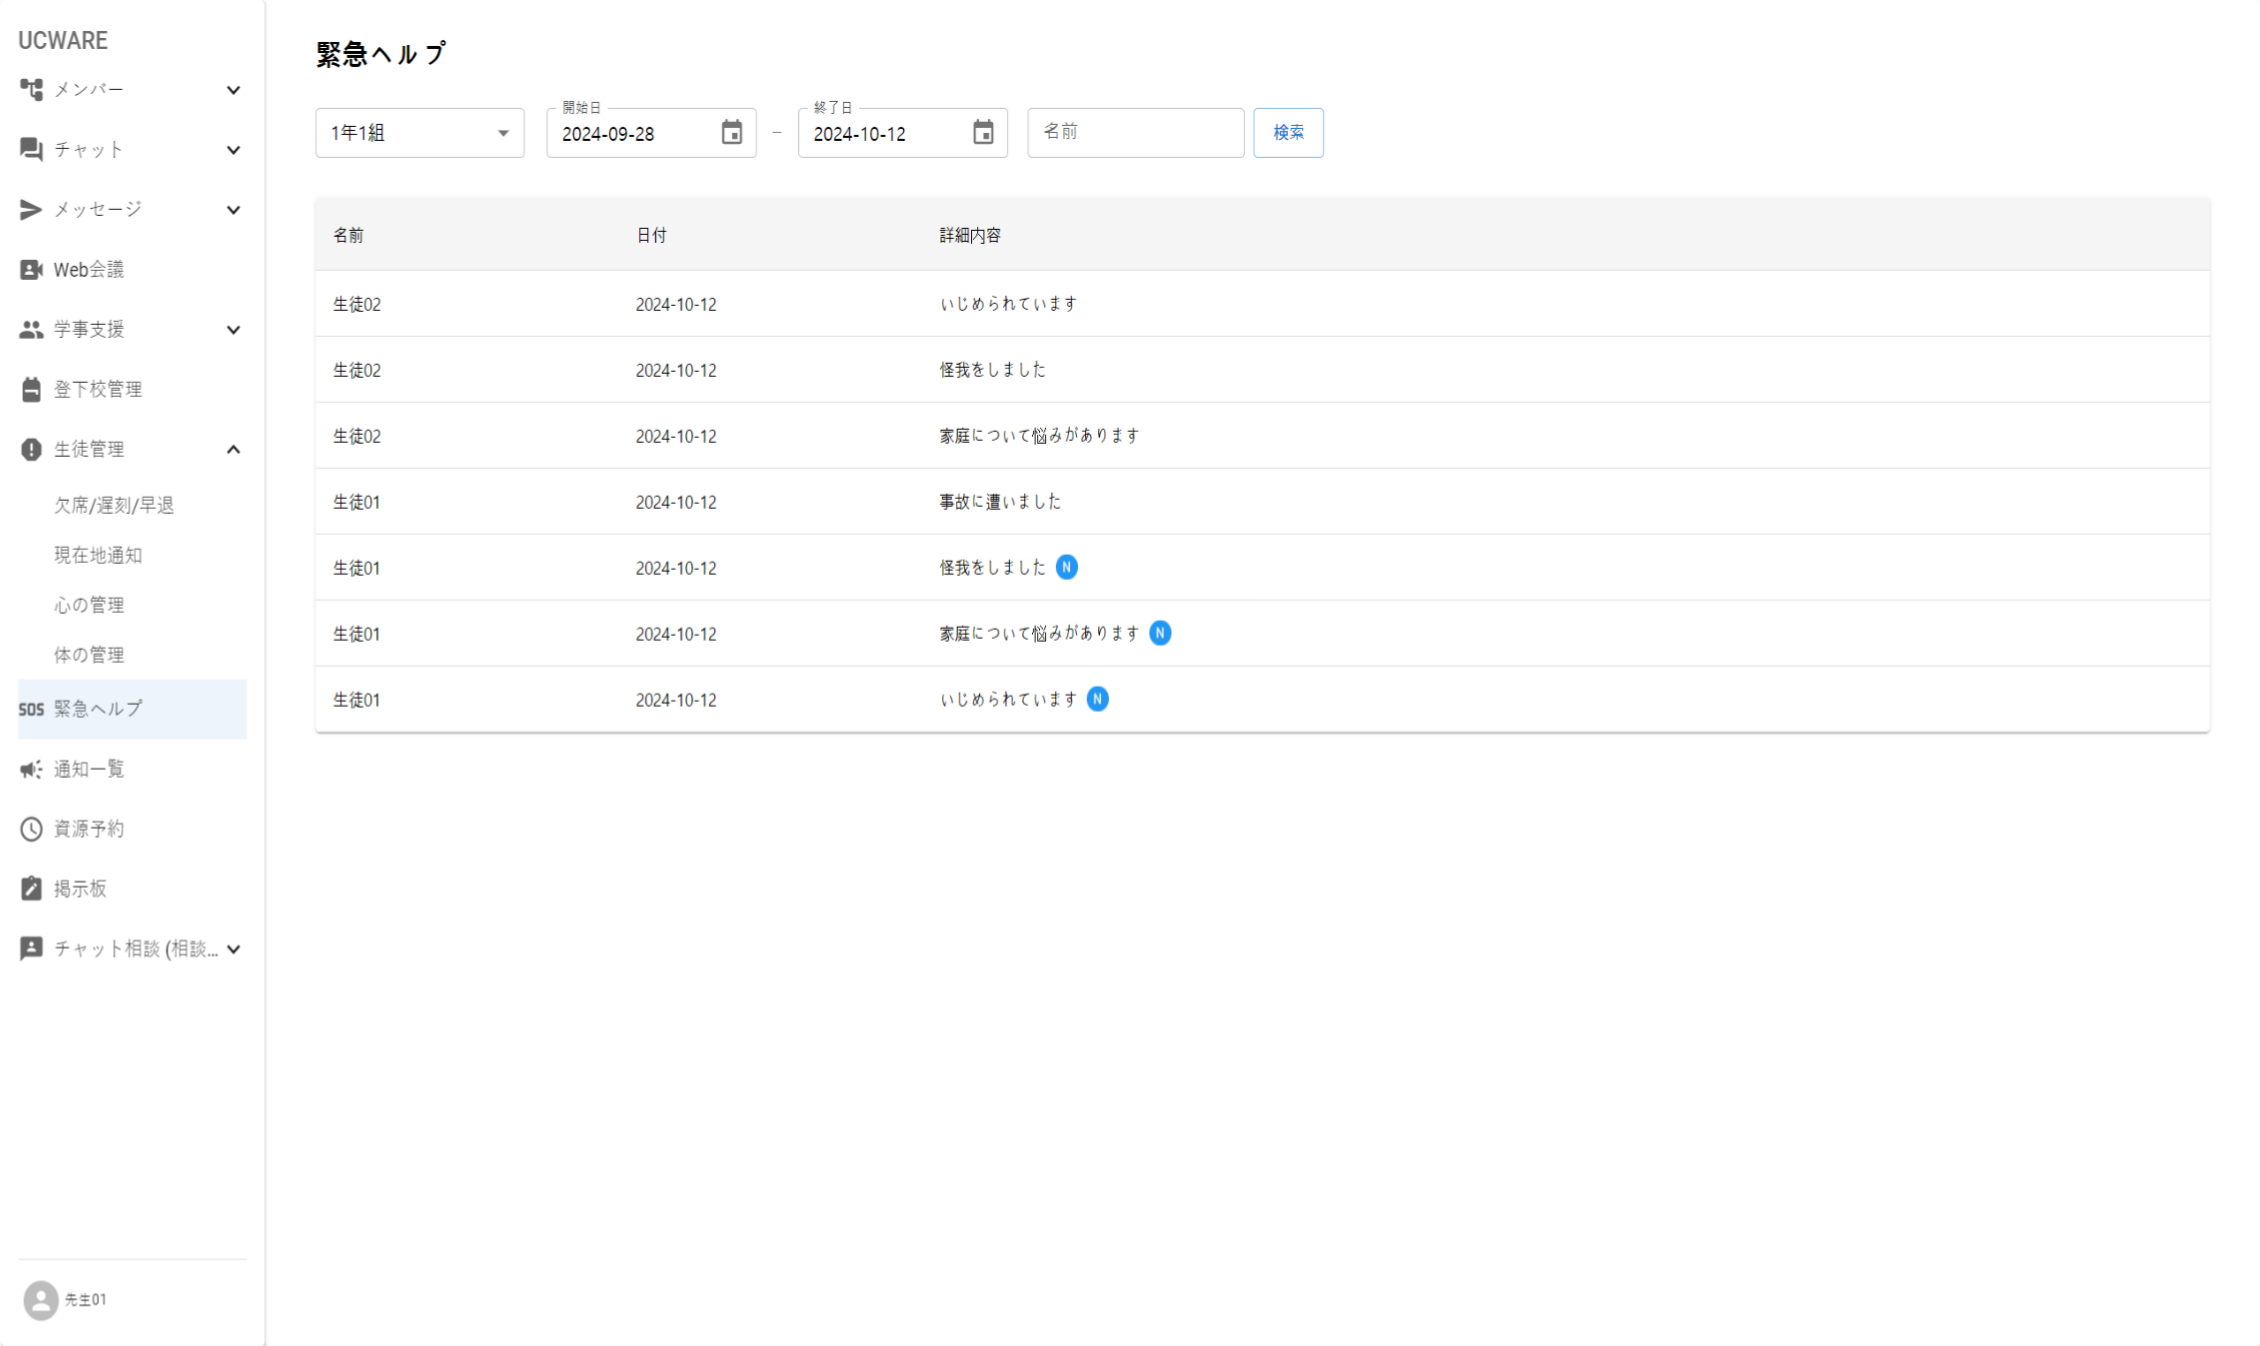 UCWARE
メンバー
チャット
メッセージ
Web会議
学事支援
登下校管理
生徒管理
欠席/遅刻/早退
現在地通知
心の管理
体の管理
SOS 緊急ヘルプ
通知一覧
資源予約
掲示板
チャット相談 (相談...
先生01
緊急ヘルプ
1年1組
開始日
2024-09-28
–
終了日
2024-10-12
名前
検索
名前 日付 詳細内容
生徒02 2024-10-12 いじめられています
生徒02 2024-10-12 怪我をしました
生徒02 2024-10-12 家庭について悩みがあります
生徒01 2024-10-12 事故に遭いました
生徒01 2024-10-12 怪我をしました N
生徒01 2024-10-12 家庭について悩みがあります N
生徒01 2024-10-12 いじめられています N